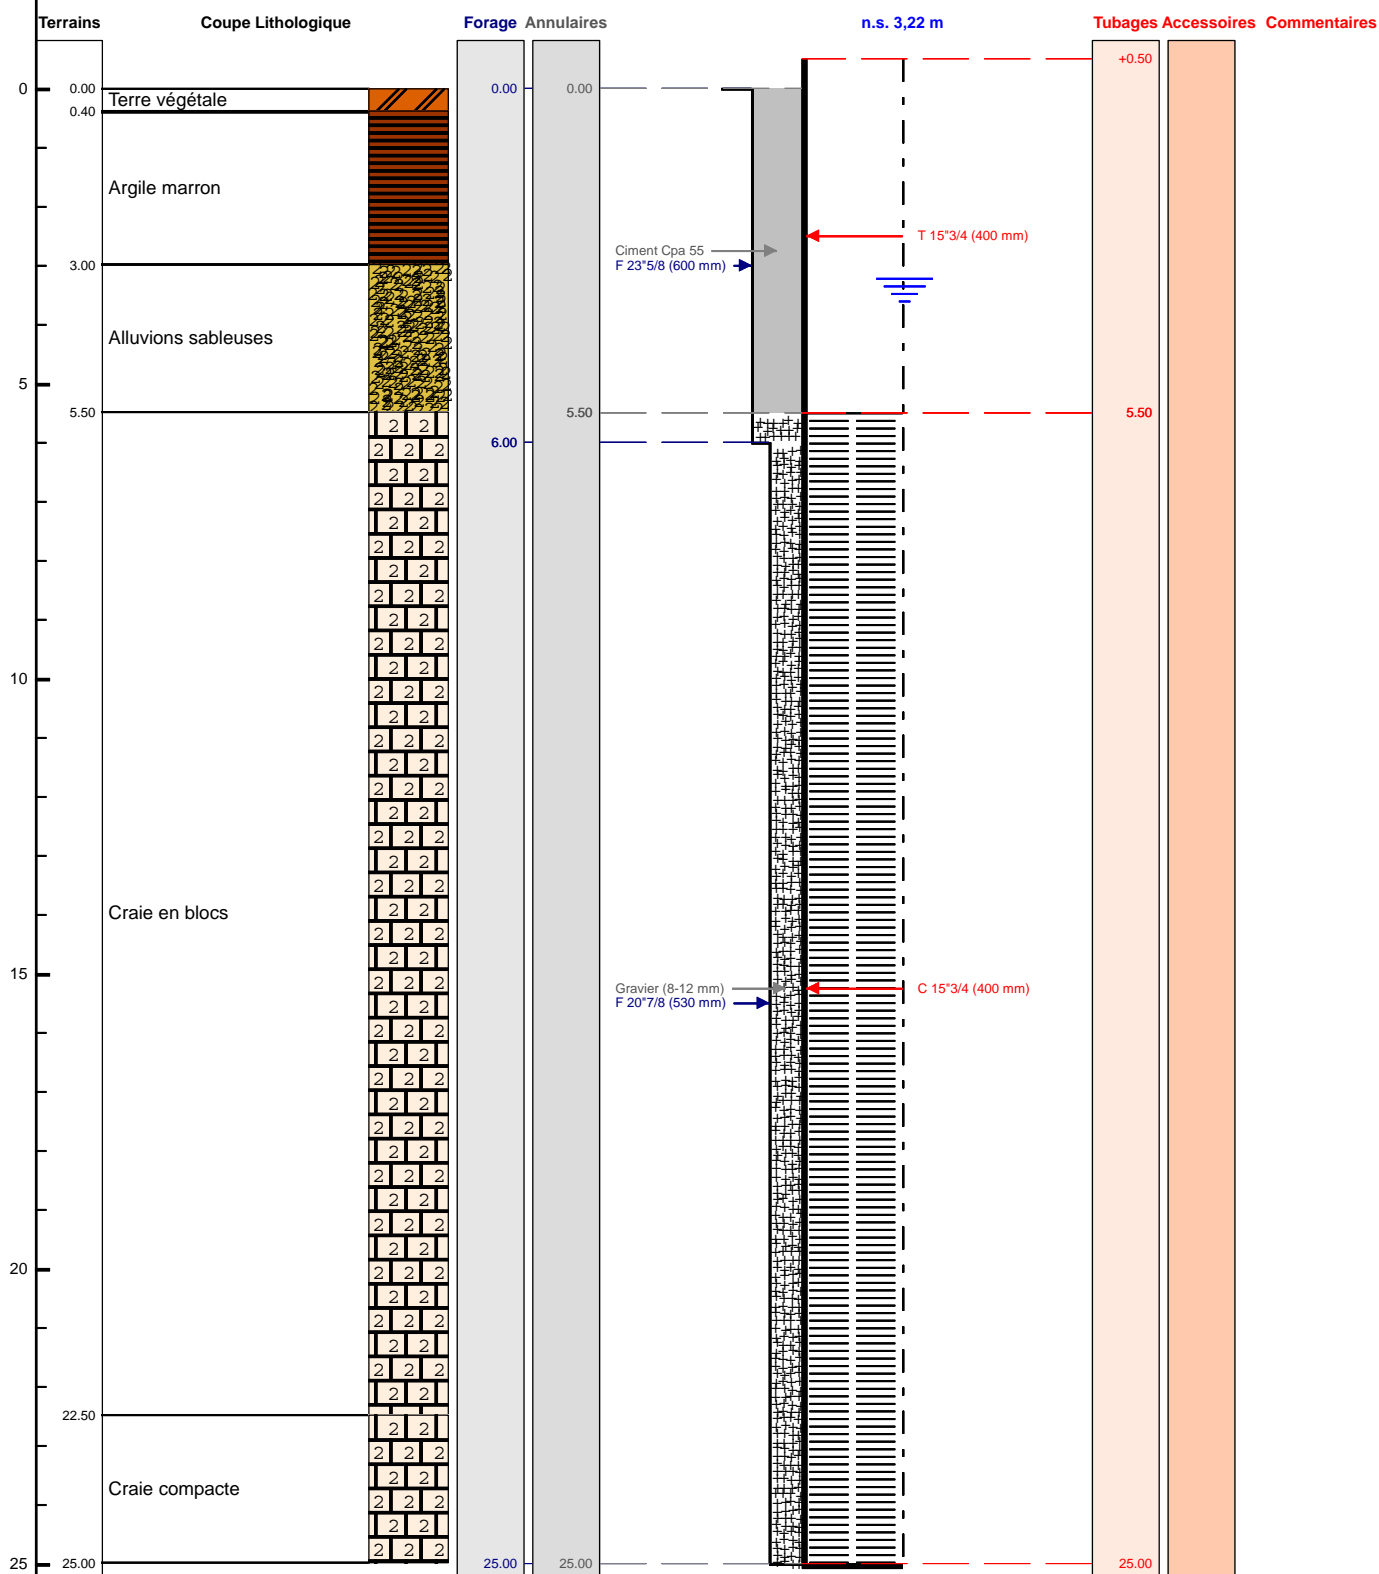 Terrains Coupe Lithologique Forage Annulaires n.s. 3,22 m Tubages Accessoires Commentaires
+0.50
0 0.00 Terre végétale 0.00 0.00
0.40
Argile marron
T 15"3/4 (400 mm)
Ciment Cpa 55
3.00 F 23"5/8 (600 mm)
Alluvions sableuses
5
5.50 5.50 5.50
6.00
10
Craie en blocs
15
Gravier (8-12 mm) C 15"3/4 (400 mm)
F 20"7/8 (530 mm)
20
22.50
Craie compacte
25 25.00 25.00 25.00 25.00